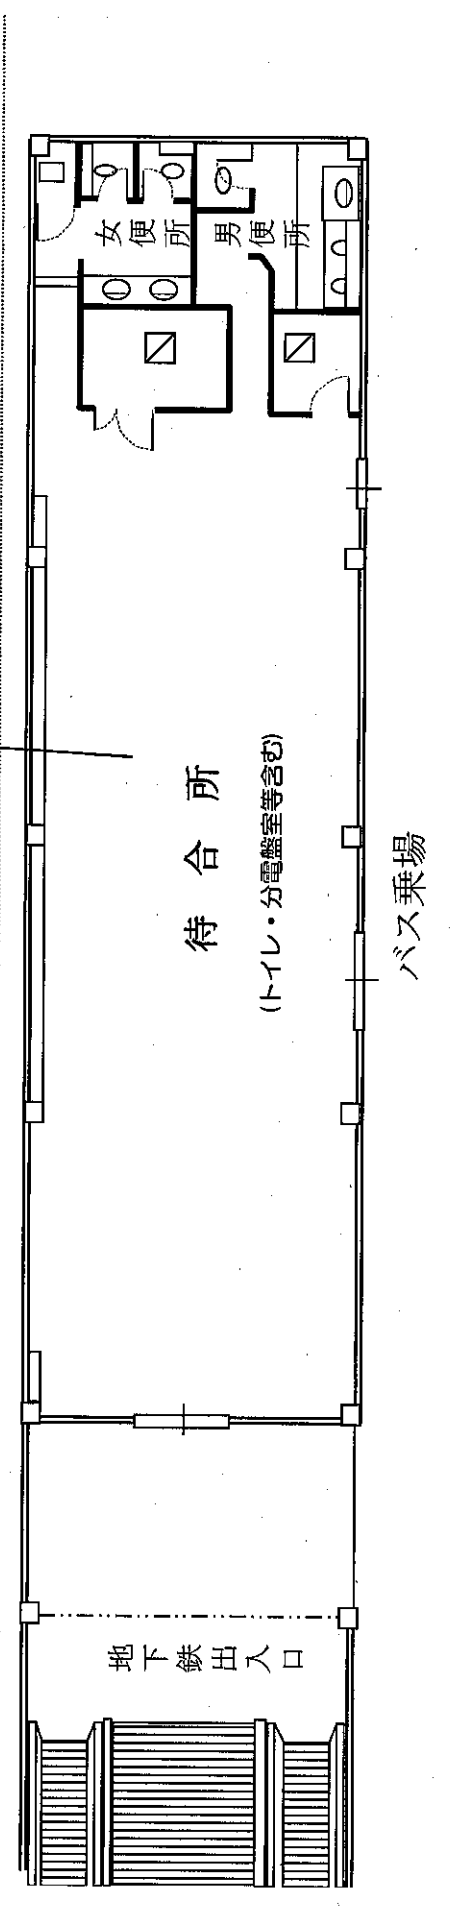 女便所
男便所
待合所
(トイレ・分電盤室等含む)
バス乗場
地下鉄出入口